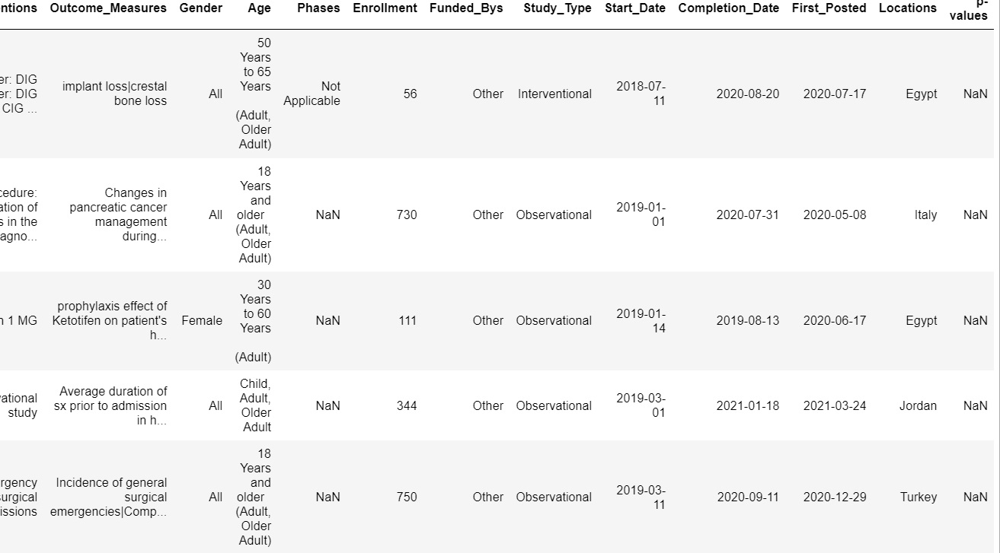 ntions Outcome_Measures Gender Age Phases Enrollment Funded_Bys Study_Type Start_Date Completion_Date First_Posted Locations p-
values
50
Years
to 65
Years
(Adult,
Older
Adult)
er: DIG
er: DIG
CIG ...
implant loss|crestal
bone loss
All
Not
Applicable
56
Other
Interventional
2018-07-
11
2020-08-20
2020-07-17
Egypt
NaN
cedure:
ation of
s in the
agno...
Changes in
pancreatic cancer
management
during...
All
18
Years
and
older
(Adult,
Older
Adult)
NaN
730
Other
Observational
2019-01-
01
2020-07-31
2020-05-08
Italy
NaN
n 1 MG
prophylaxis effect of
Ketotifen on patient's
h...
Female
30
Years
to 60
Years
(Adult)
NaN
111
Other
Observational
2019-01-
14
2019-08-13
2020-06-17
Egypt
NaN
vational
study
Average duration of
sx prior to admission
in h...
All
Child,
Adult,
Older
Adult
NaN
344
Other
Observational
2019-03-
01
2021-01-18
2021-03-24
Jordan
NaN
rgency
surgical
issions
Incidence of general
surgical
emergencies|Comp...
All
18
Years
and
older
(Adult,
Older
Adult)
NaN
750
Other
Observational
2019-03-
11
2020-09-11
2020-12-29
Turkey
NaN